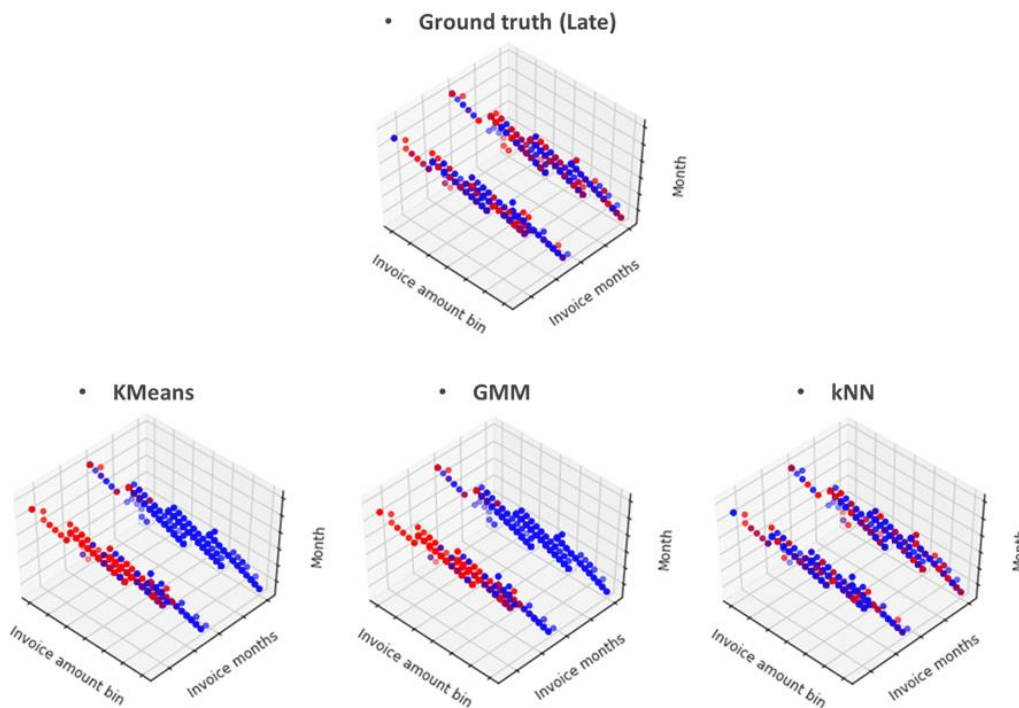 • Ground truth (Late)
Month
Invoice amount bin
Invoice months
• KMeans
• GMM
• kNN
Month
Invoice amount bin
Invoice months
Month
Invoice amount bin
Invoice months
Month
Invoice amount bin
Invoice months